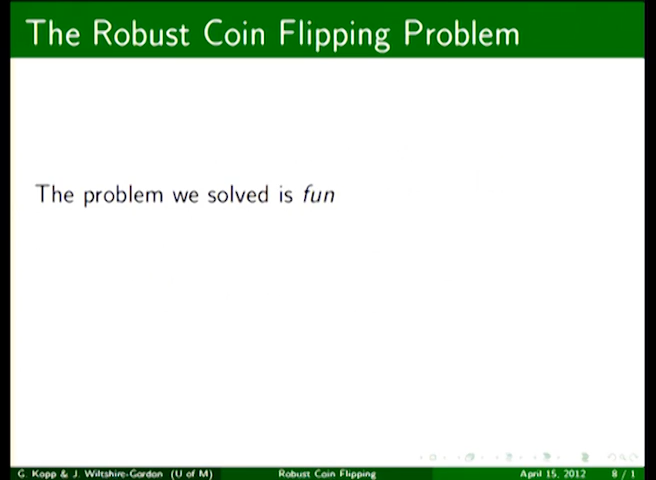 The Robust Coin Flipping Problem
The problem we solved is fun
G. Kopp & J. Wiltshire-Gordon (U of M) Robust Coin Flipping April 15, 2012 8 / 1